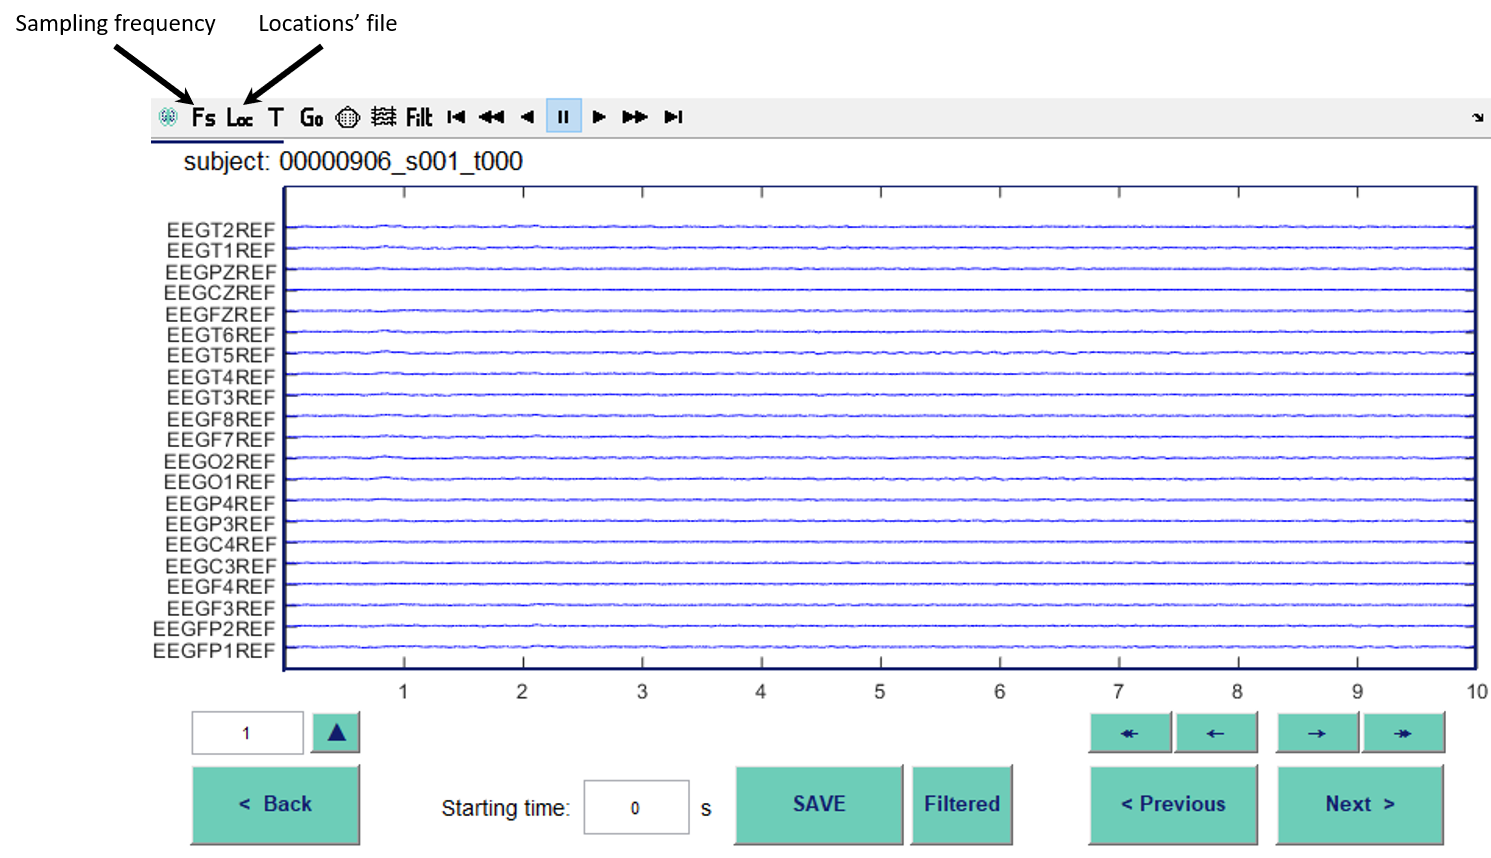 Sampling frequency Locations’ file
Fs Loc T Go Filt
subject: 00000906_s001_t000
EEGT2REF
EEGT1REF
EEGPZREF
EEGCZREF
EEGFZREF
EEGT6REF
EEGT5REF
EEGT4REF
EEGT3REF
EEGF8REF
EEGF7REF
EEGO2REF
EEGO1REF
EEGP4REF
EEGP3REF
EEGC4REF
EEGC3REF
EEGF4REF
EEGF3REF
EEGFP2REF
EEGFP1REF
1 2 3 4 5 6 7 8 9 10
1
< Back
Starting time: 0 s
SAVE
Filtered
< Previous
Next >